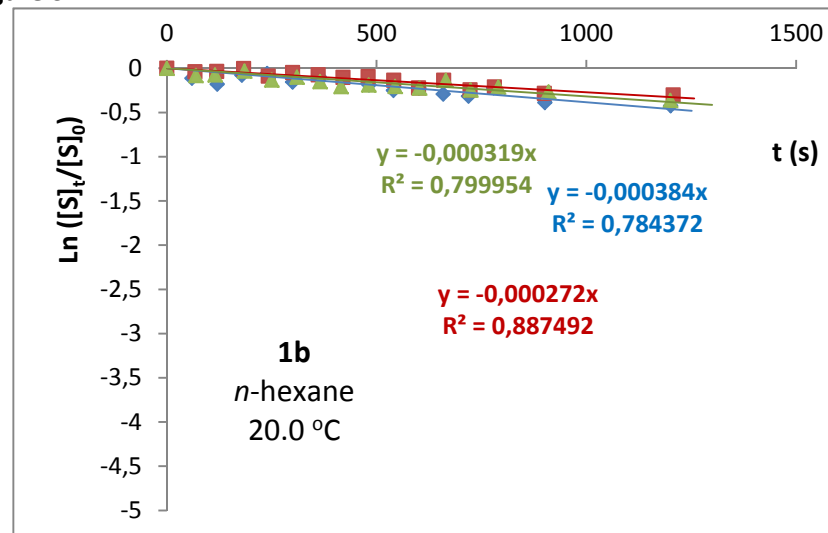 0 500 1000 1500
0
-0,5
-1
-1,5
-2
-2,5
-3
-3,5
-4
-4,5
-5
Ln ([S]t/[S]0)
t (s)
y = -0,000319x
R² = 0,799954
y = -0,000384x
R² = 0,784372
y = -0,000272x
R² = 0,887492
1b
n-hexane
20.0 ºC